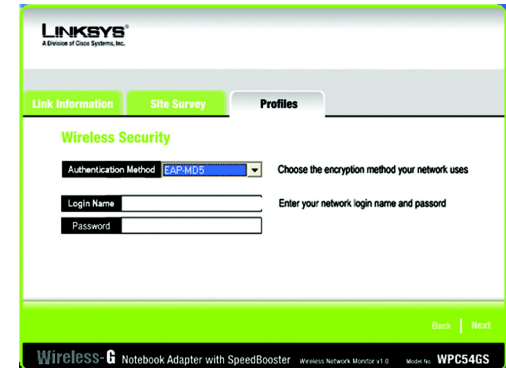 LINKSYS®
A Division of Cisco Systems, Inc.
Link Information Site Survey Profiles
Wireless Security
Authentication Method EAP-MD5 Choose the encryption method your network uses
Login Name Enter your network login name and passord
Password
Back | Next
Wireless-G Notebook Adapter with SpeedBooster Wireless Network Monitor v1.0 Model No. WPC54GS